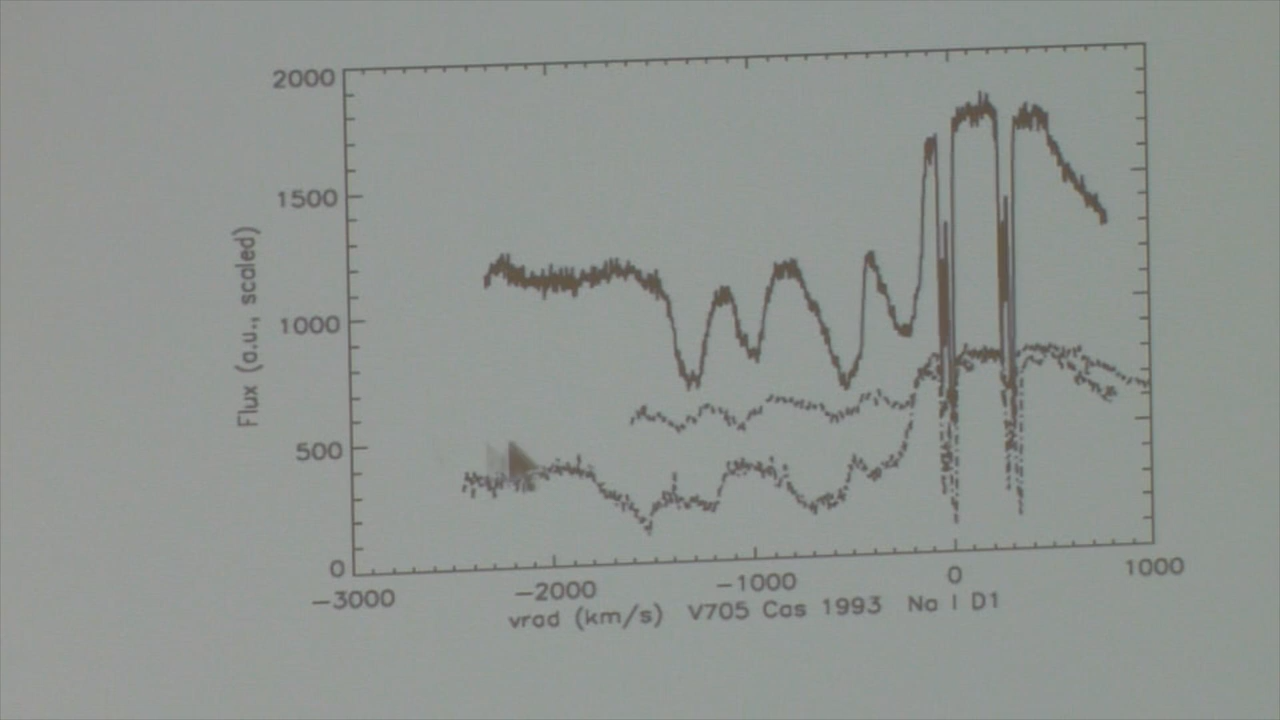 2000
1500
1000
500
0
Flux (a.u., scaled)
−3000 −2000 −1000 0 1000
vrad (km/s) V705 Cas 1993 Na I D1